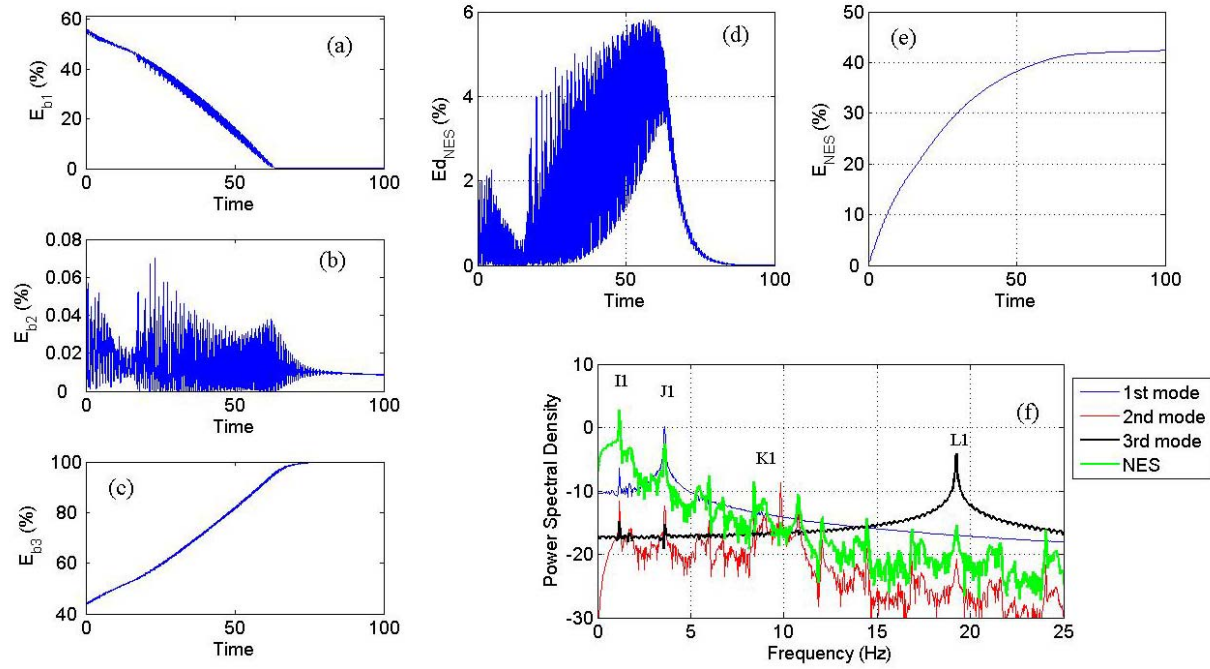 60
40
20
0
0
50
100
E_b1 (%)
Time
(a)
0.08
0.06
0.04
0.02
0
0
50
100
E_b2 (%)
Time
(b)
100
80
60
40
0
50
100
E_b3 (%)
Time
(c)
6
4
2
0
0
50
100
Ed_NES (%)
Time
(d)
50
40
30
20
10
0
0
50
100
E_NES (%)
Time
(e)
10
0
-10
-20
-30
0
5
10
15
20
25
Power Spectral Density
Frequency (Hz)
I1
J1
K1
L1
(f)
1st mode
2nd mode
3rd mode
NES